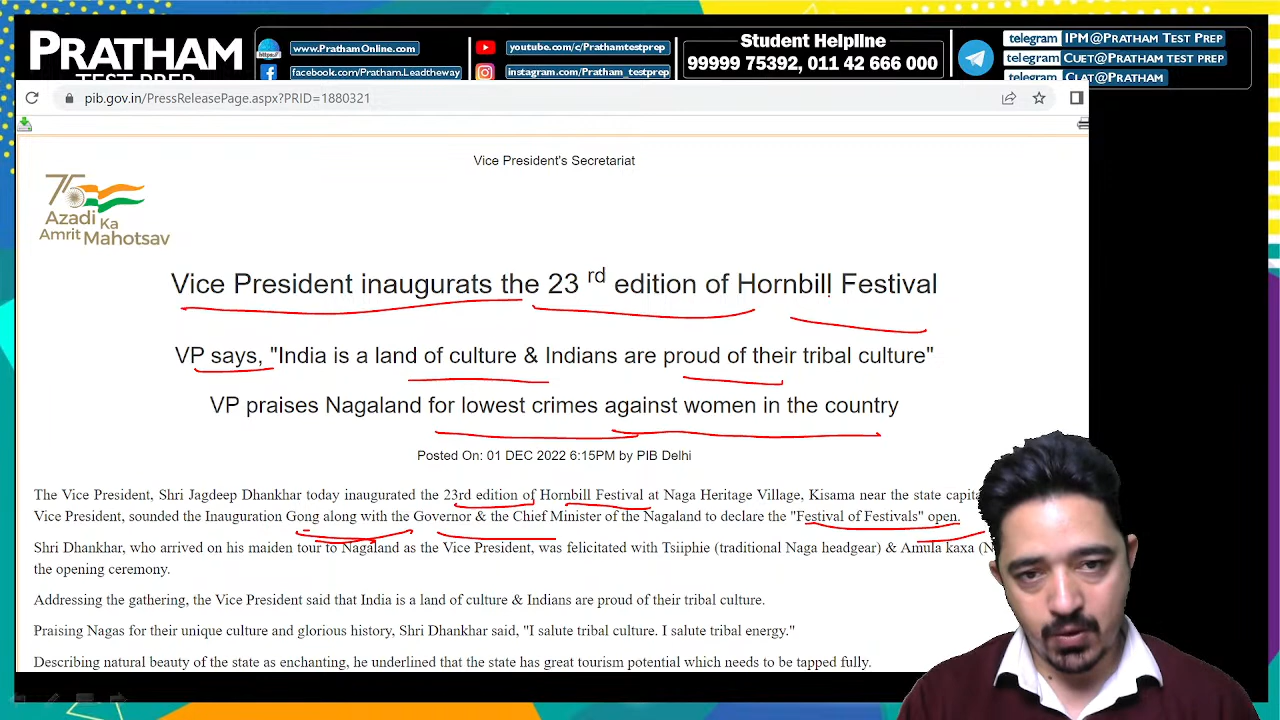 PRATHAM
TEST PREP
https://
www.PrathamOnline.com
facebook.com/Pratham.Leadtheway
youtube.com/c/Prathamtestprep
instagram.com/Pratham_testprep
Student Helpline
99999 75392, 011 42 666 000
telegram IPM@PRATHAM TEST PREP
telegram CUET@PRATHAM TEST PREP
telegram CLAT@PRATHAM
pib.gov.in/PressReleasePage.aspx?PRID=1880321
Vice President's Secretariat
75
Azadi Ka
Amrit Mahotsav
Vice President inaugurats the 23 rd edition of Hornbill Festival
VP says, "India is a land of culture & Indians are proud of their tribal culture"
VP praises Nagaland for lowest crimes against women in the country
Posted On: 01 DEC 2022 6:15PM by PIB Delhi
The Vice President, Shri Jagdeep Dhankhar today inaugurated the 23rd edition of Hornbill Festival at Naga Heritage Village, Kisama near the state
Vice President, sounded the Inauguration Gong along with the Governor & the Chief Minister of the Nagaland to declare the "Festival of Festivals" open.
Shri Dhankhar, who arrived on his maiden tour to Nagaland as the Vice President, was felicitated with Tsiiphie (traditional Naga headgear) & Amula kaxa
the opening ceremony.
Addressing the gathering, the Vice President said that India is a land of culture & Indians are proud of their tribal culture.
Praising Nagas for their unique culture and glorious history, Shri Dhankhar said, "I salute tribal culture. I salute tribal energy."
Describing natural beauty of the state as enchanting, he underlined that the state has great tourism potential which needs to be tapped fully.